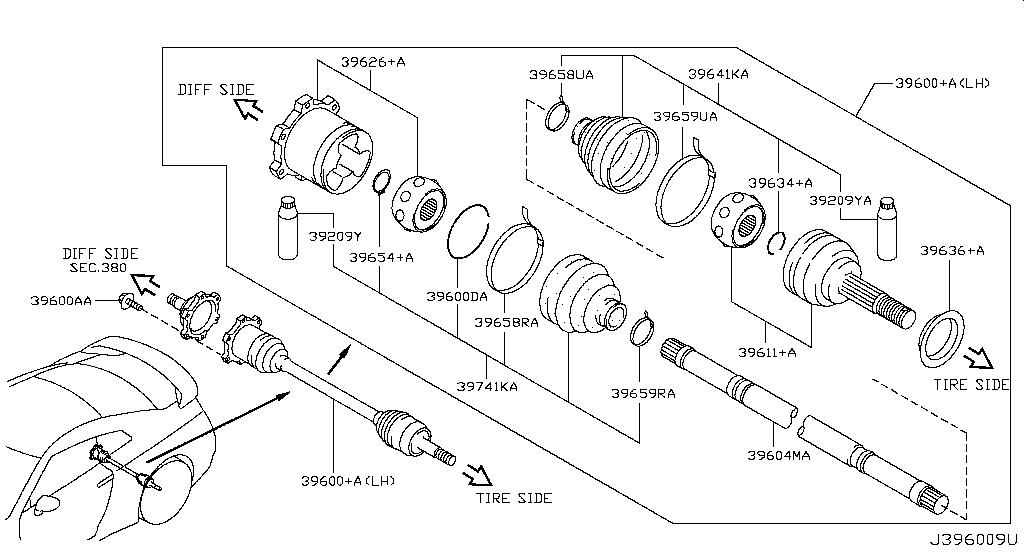 39626+A
39658UA
39641KA
39600+A(LH)
DIFF SIDE
39659UA
39634+A
39209YA
39209Y
39654+A
39636+A
DIFF SIDE
SEC.380
39600AA
39600DA
39658RA
39611+A
39741KA
39659RA
TIRE SIDE
39604MA
39600+A(LH)
TIRE SIDE
J396009U